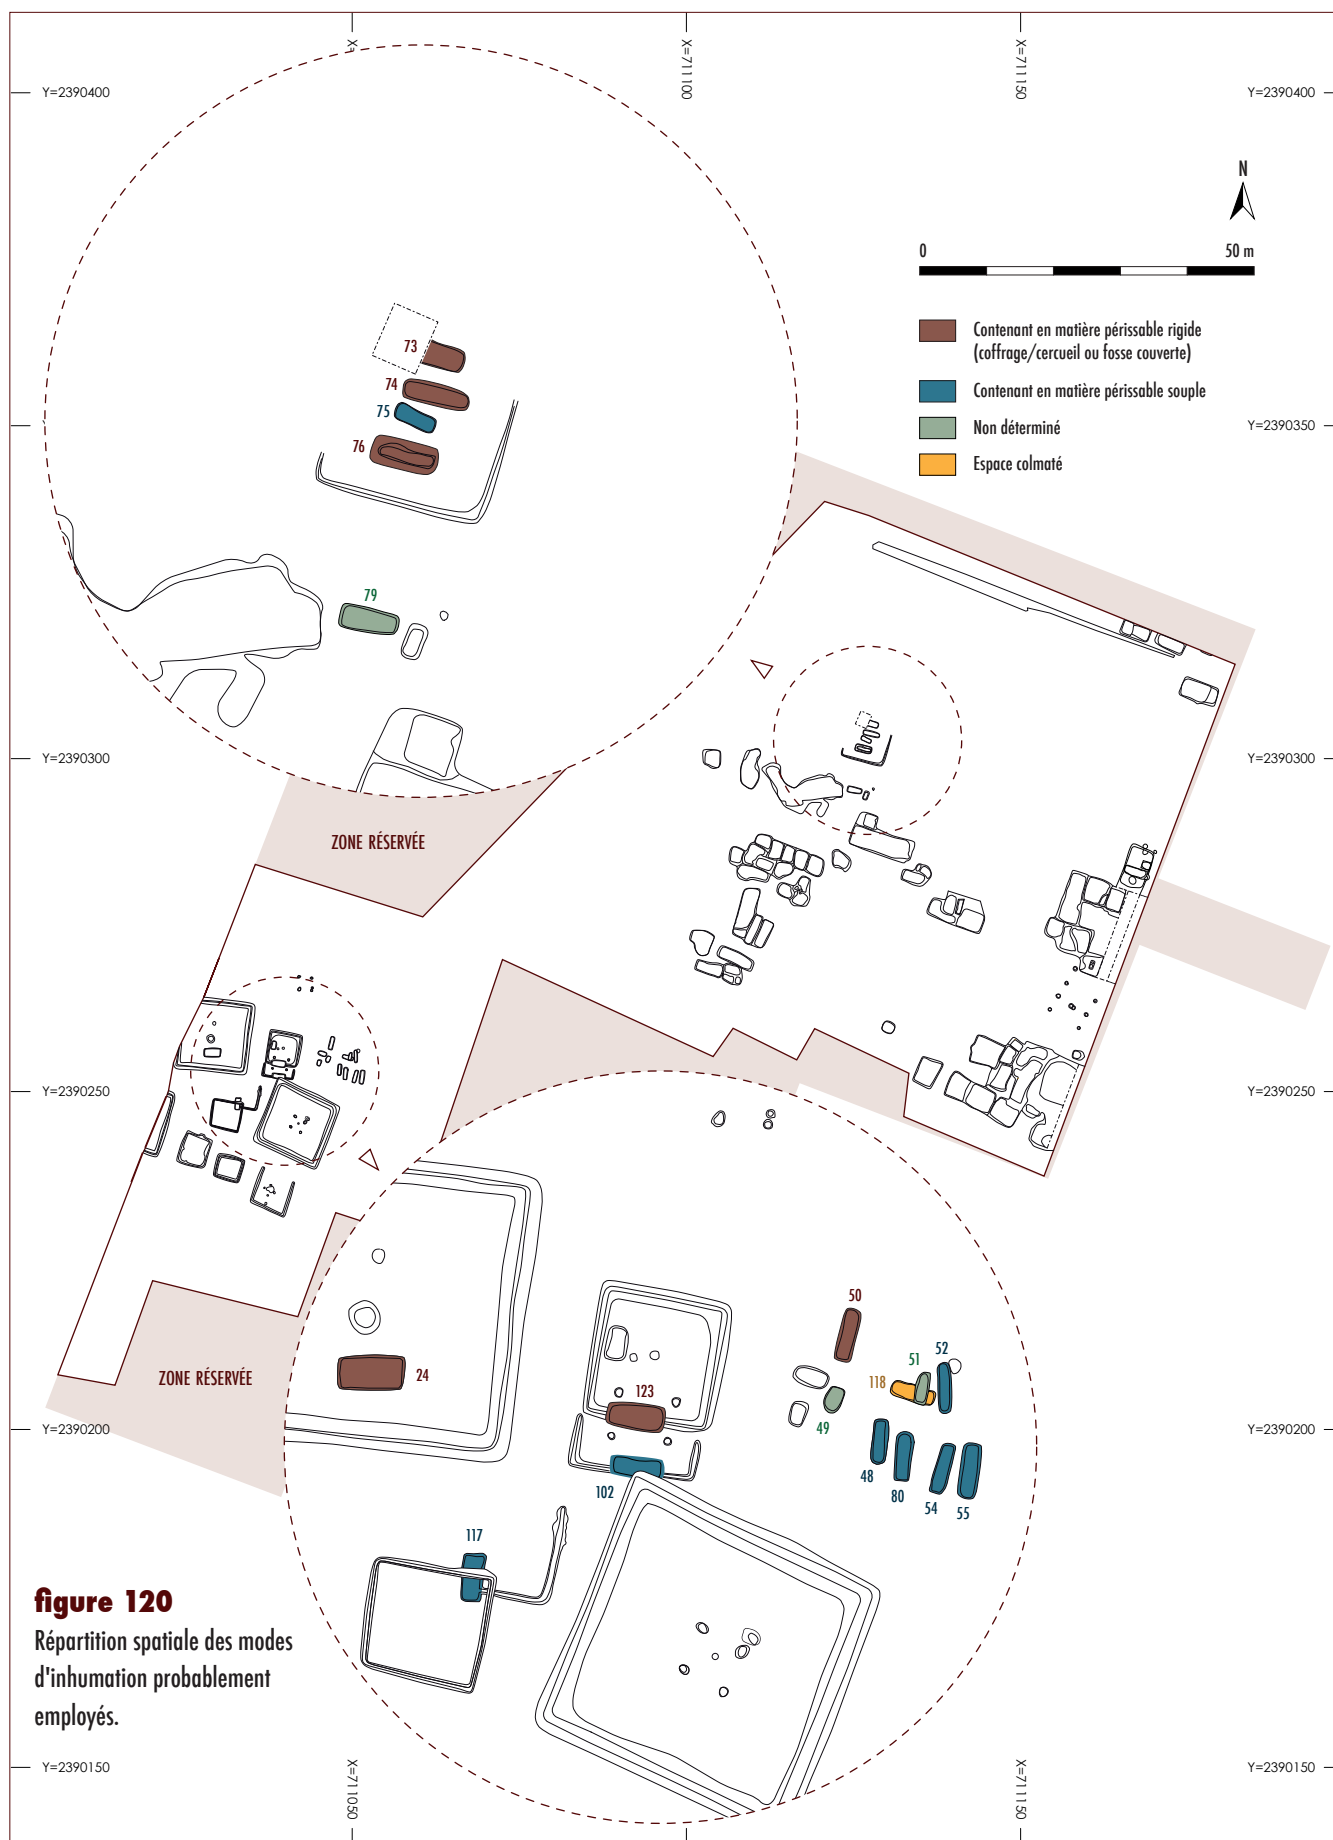 X=
X=711100
X=711150
Y=2390400
Y=2390400
N
0 50 m
Contenant en matière périssable rigide
(coffrage/cercueil ou fosse couverte)
Contenant en matière périssable souple
Non déterminé
Espace colmaté
73
74
75
76
Y=2390350
79
Y=2390300
Y=2390300
ZONE RÉSERVÉE
Y=2390250
Y=2390250
50
52
51
24
123
118
ZONE RÉSERVÉE
49
Y=2390200
Y=2390200
48
80
54
55
102
117
figure 120
Répartition spatiale des modes
d'inhumation probablement
employés.
Y=2390150
Y=2390150
X=711050
X=711150